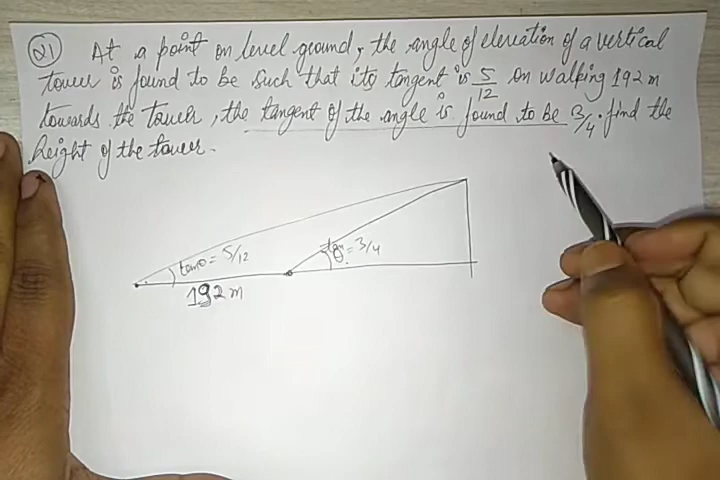 Q1) At a point on level ground, the angle of elevation of a vertical
tower is found to be such that its tangent is 5/12 on walking 192 m
towards the tower, the tangent of the angle is found to be 3/4. find the
height of the tower.
tanθ = 5/12
tan θ = 3/4
192 m